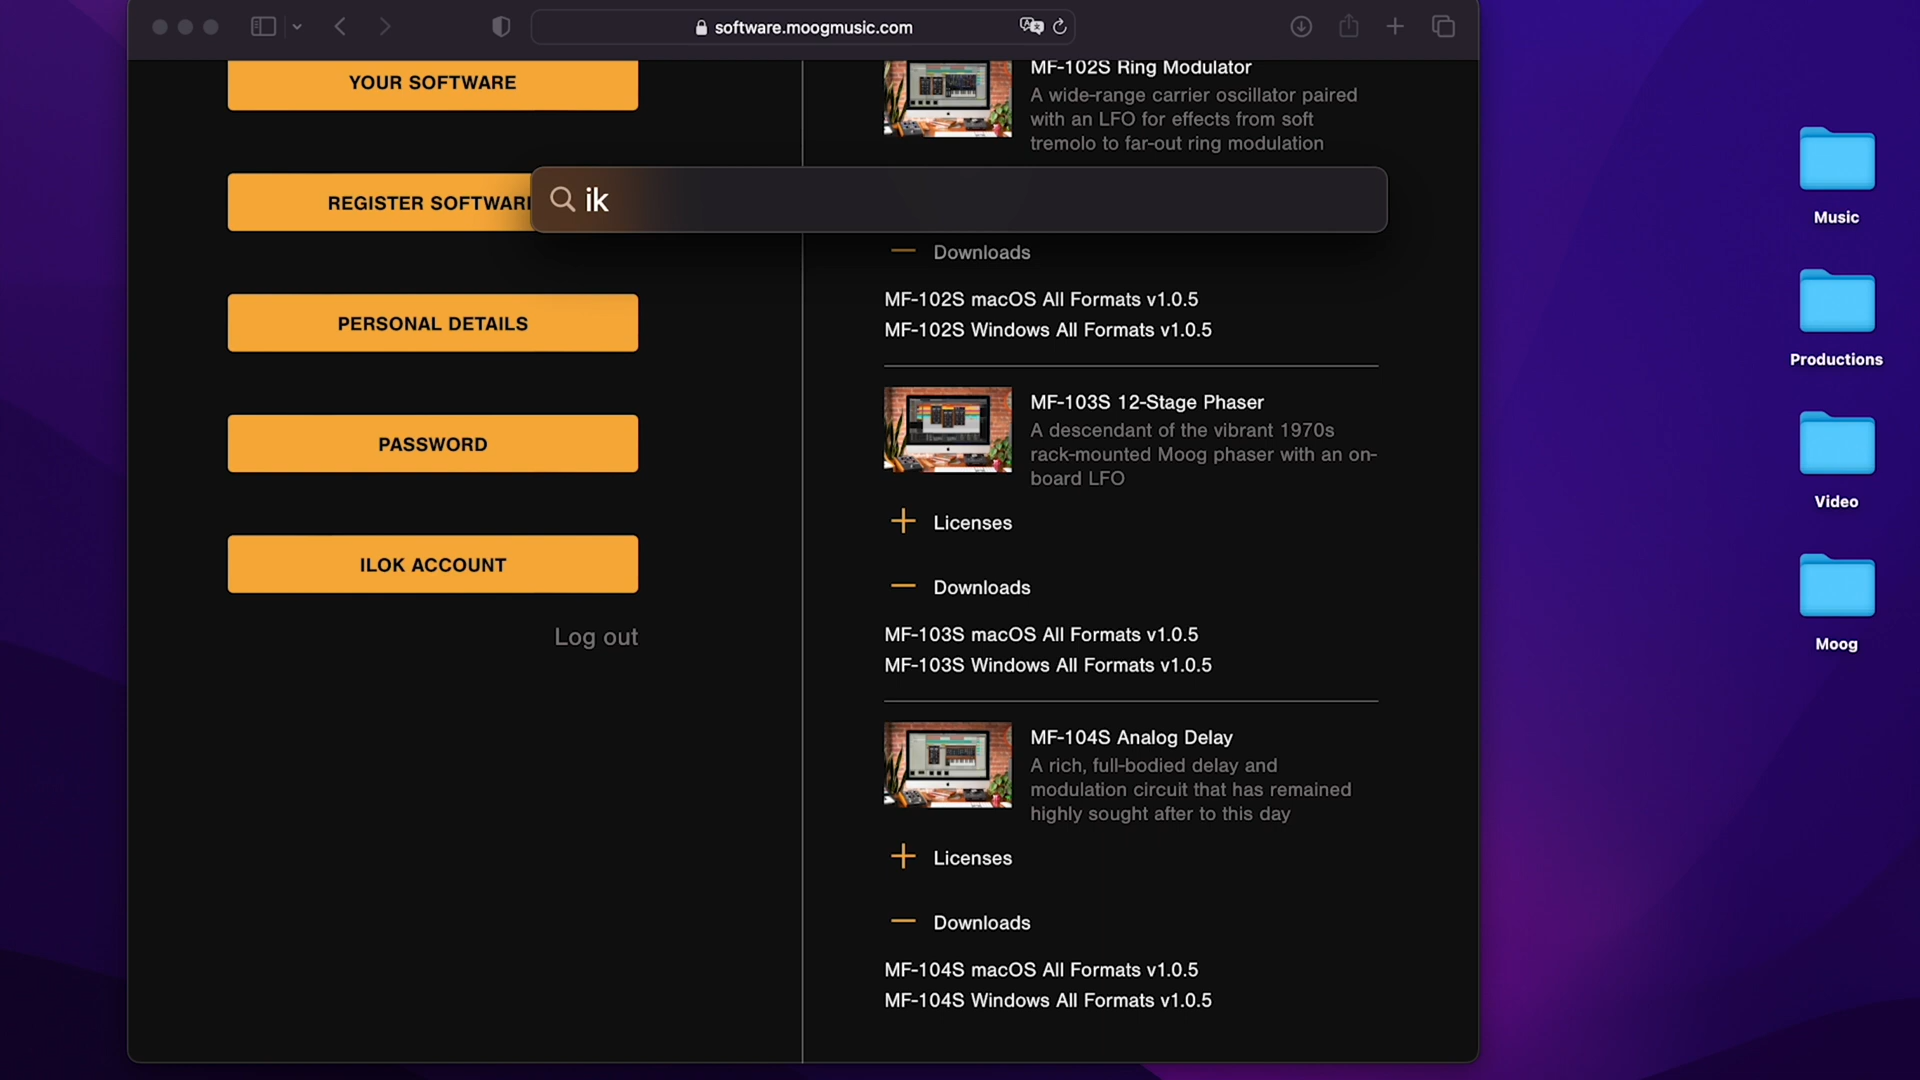 software.moogmusic.com
YOUR SOFTWARE
REGISTER SOFTWAR
PERSONAL DETAILS
PASSWORD
ILOK ACCOUNT
Log out
ik
MF-102S Ring Modulator
A wide-range carrier oscillator paired
with an LFO for effects from soft
tremolo to far-out ring modulation
Downloads
MF-102S macOS All Formats v1.0.5
MF-102S Windows All Formats v1.0.5
MF-103S 12-Stage Phaser
A descendant of the vibrant 1970s
rack-mounted Moog phaser with an on-
board LFO
Licenses
Downloads
MF-103S macOS All Formats v1.0.5
MF-103S Windows All Formats v1.0.5
MF-104S Analog Delay
A rich, full-bodied delay and
modulation circuit that has remained
highly sought after to this day
Licenses
Downloads
MF-104S macOS All Formats v1.0.5
MF-104S Windows All Formats v1.0.5
Music
Productions
Video
Moog